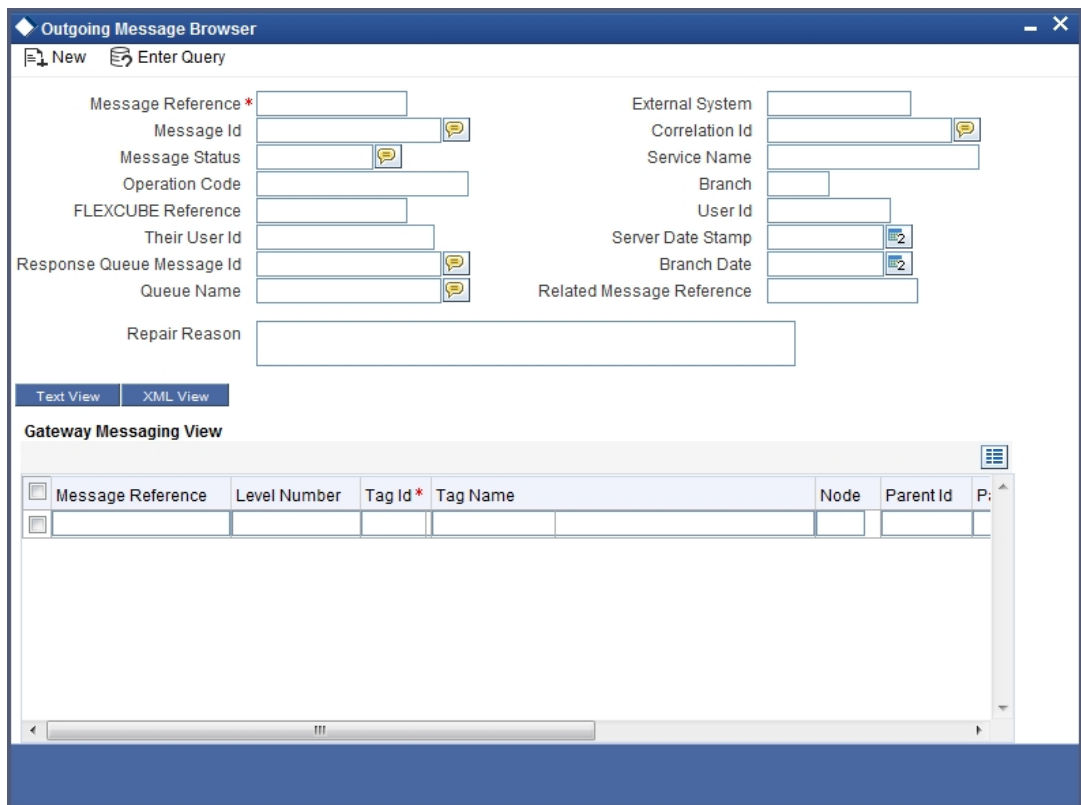 Outgoing Message Browser
New Enter Query
Message Reference *
Message Id
Message Status
Operation Code
FLEXCUBE Reference
Their User Id
Response Queue Message Id
Queue Name
Repair Reason
External System
Correlation Id
Service Name
Branch
User Id
Server Date Stamp
Branch Date
Related Message Reference
Text View XML View
Gateway Messaging View
Message Reference Level Number Tag Id * Tag Name Node Parent Id